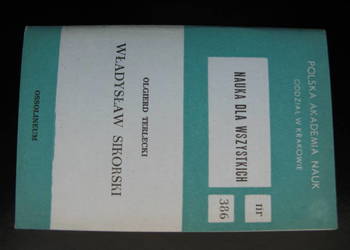 POLSKA AKADEMIA NAUK
ODDZIAŁ W KRAKOWIE
NAUKA DLA WSZYSTKICH
nr
386
OLGIERD TERLECKI
WŁADYSŁAW SIKORSKI
OSSOLINEUM